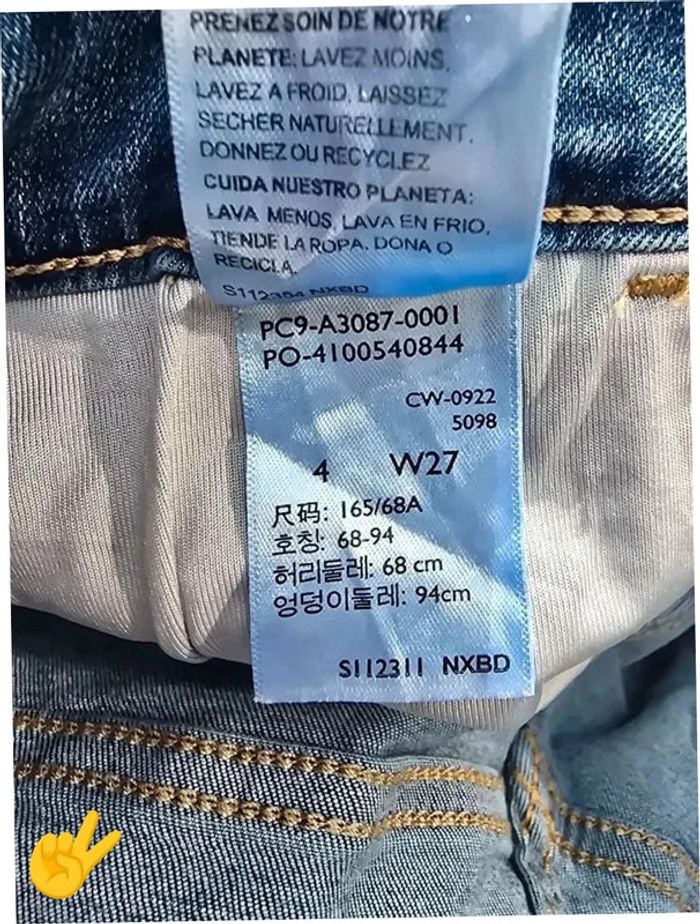 PRENEZ SOIN DE NOTRE
PLANETE: LAVEZ MOINS,
LAVEZ A FROID, LAISSEZ
SECHER NATURELLEMENT,
DONNEZ OU RECYCLEZ
CUIDA NUESTRO PLANETA:
LAVA MENOS, LAVA EN FRIO,
TIENDE LA ROPA. DONA O
RECICLA.
S112354 NXBD
PC9-A3087-0001
PO-4100540844
CW-0922
5098
4 W27
尺码: 165/68A
호칭: 68-94
허리둘레: 68 cm
엉덩이둘레: 94cm
S112311 NXBD